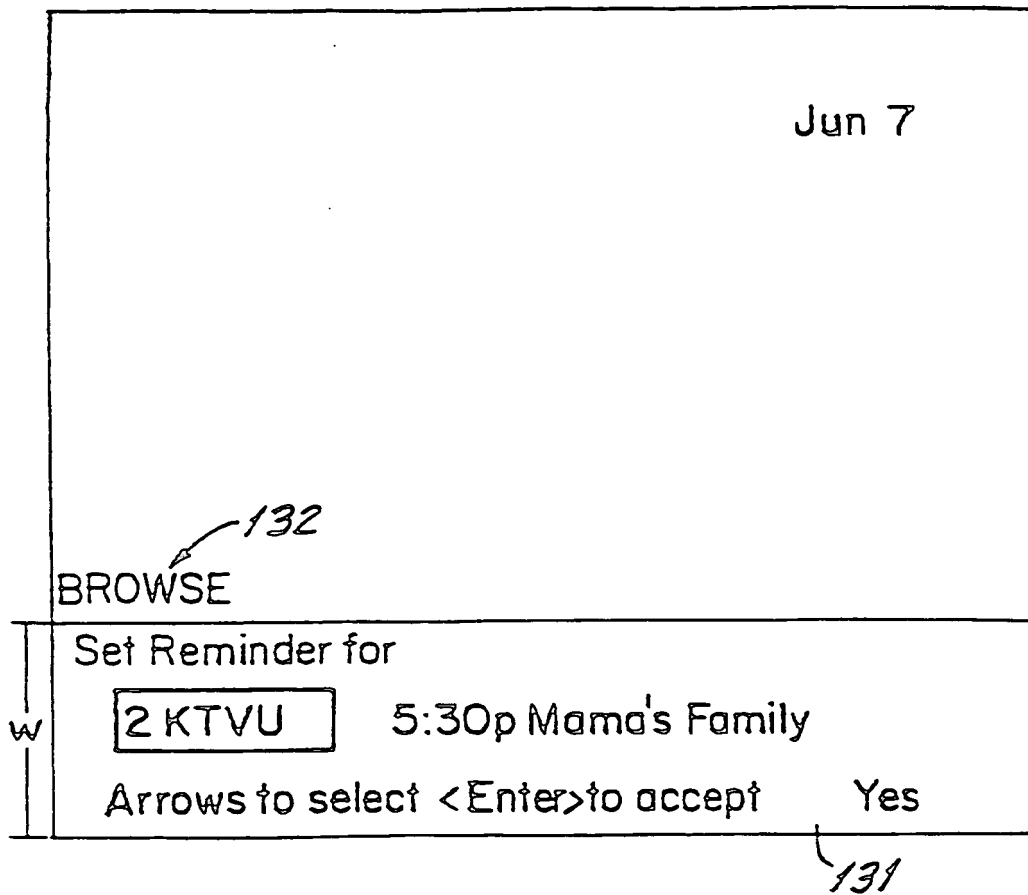 Jun 7
132
BROWSE
Set Reminder for
2 KTVU 5:30p Mama's Family
W
Arrows to select <Enter>to accept Yes
131